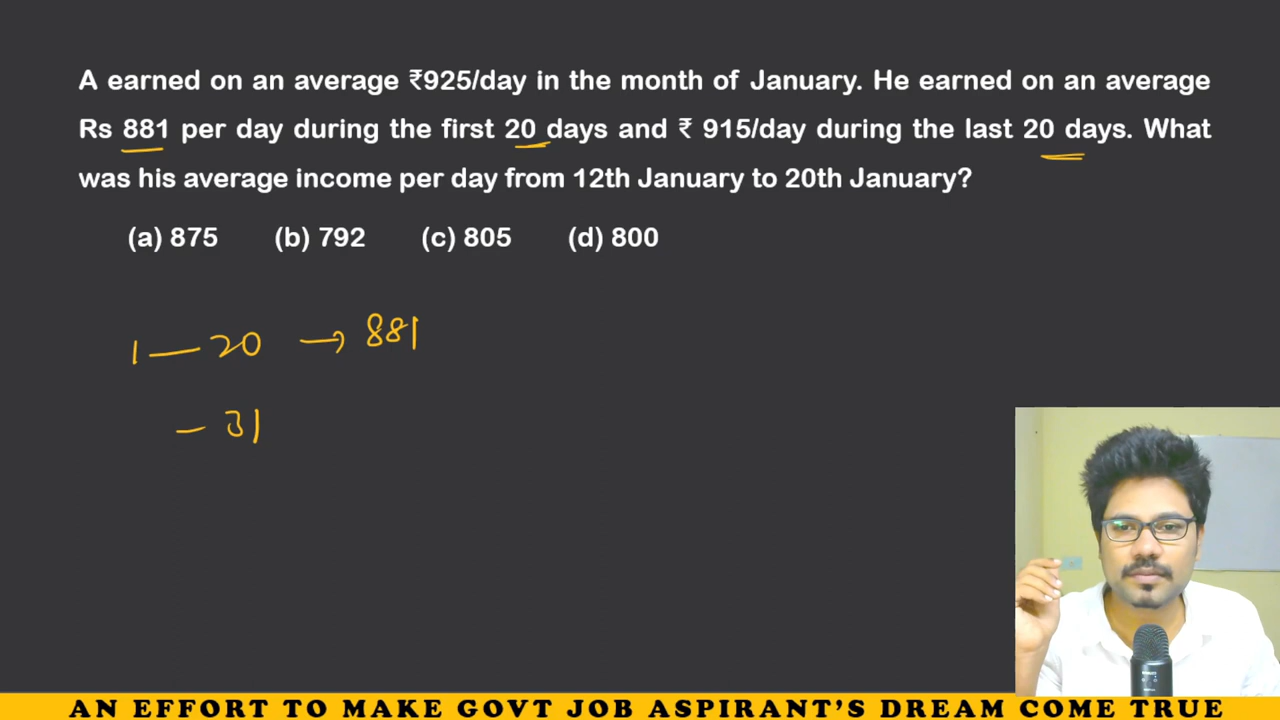 A earned on an average ₹925/day in the month of January. He earned on an average
Rs 881 per day during the first 20 days and ₹ 915/day during the last 20 days. What
was his average income per day from 12th January to 20th January?
(a) 875 (b) 792 (c) 805 (d) 800
1 — 20 → 881
— 31
AN EFFORT TO MAKE GOVT JOB ASPIRANT'S DREAM COME TRUE